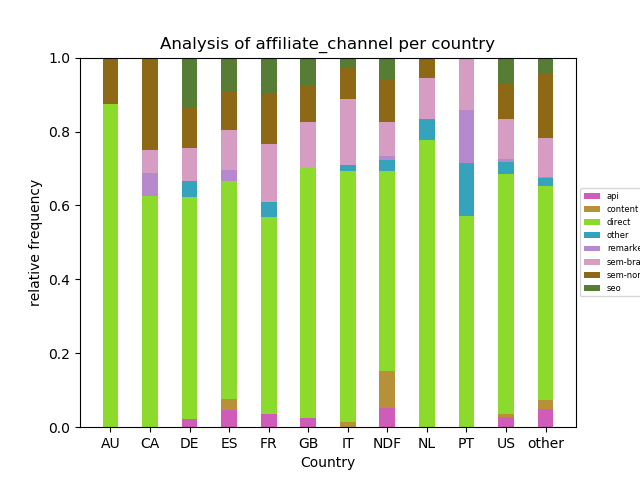 Analysis of affiliate_channel per country
relative frequency
1.0
0.8
0.6
0.4
0.2
0.0
AU CA DE ES FR GB IT NDF NL PT US other
Country
api
content
direct
other
remarke
sem-bra
sem-non
seo